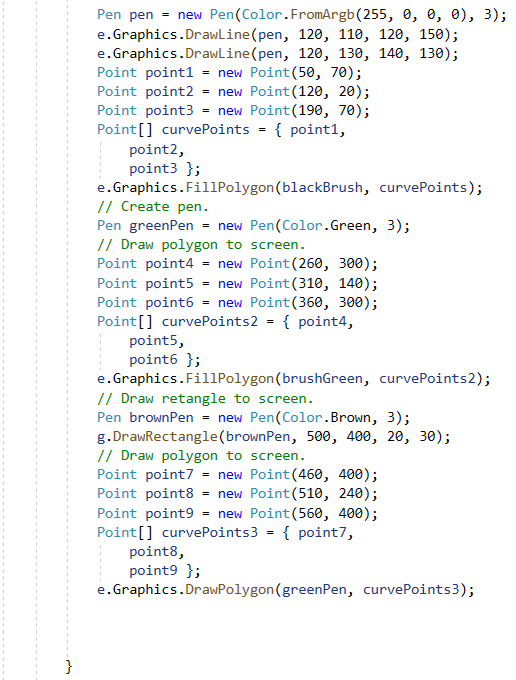 Pen pen = new Pen(Color.FromArgb(255, 0, 0, 0), 3);
e.Graphics.DrawLine(pen, 120, 110, 120, 150);
e.Graphics.DrawLine(pen, 120, 130, 140, 130);
Point point1 = new Point(50, 70);
Point point2 = new Point(120, 20);
Point point3 = new Point(190, 70);
Point[] curvePoints = { point1,
point2,
point3 };
e.Graphics.FillPolygon(blackBrush, curvePoints);
// Create pen.
Pen greenPen = new Pen(Color.Green, 3);
// Draw polygon to screen.
Point point4 = new Point(260, 300);
Point point5 = new Point(310, 140);
Point point6 = new Point(360, 300);
Point[] curvePoints2 = { point4,
point5,
point6 };
e.Graphics.FillPolygon(brushGreen, curvePoints2);
// Draw retangle to screen.
Pen brownPen = new Pen(Color.Brown, 3);
g.DrawRectangle(brownPen, 500, 400, 20, 30);
// Draw polygon to screen.
Point point7 = new Point(460, 400);
Point point8 = new Point(510, 240);
Point point9 = new Point(560, 400);
Point[] curvePoints3 = { point7,
point8,
point9 };
e.Graphics.DrawPolygon(greenPen, curvePoints3);
}